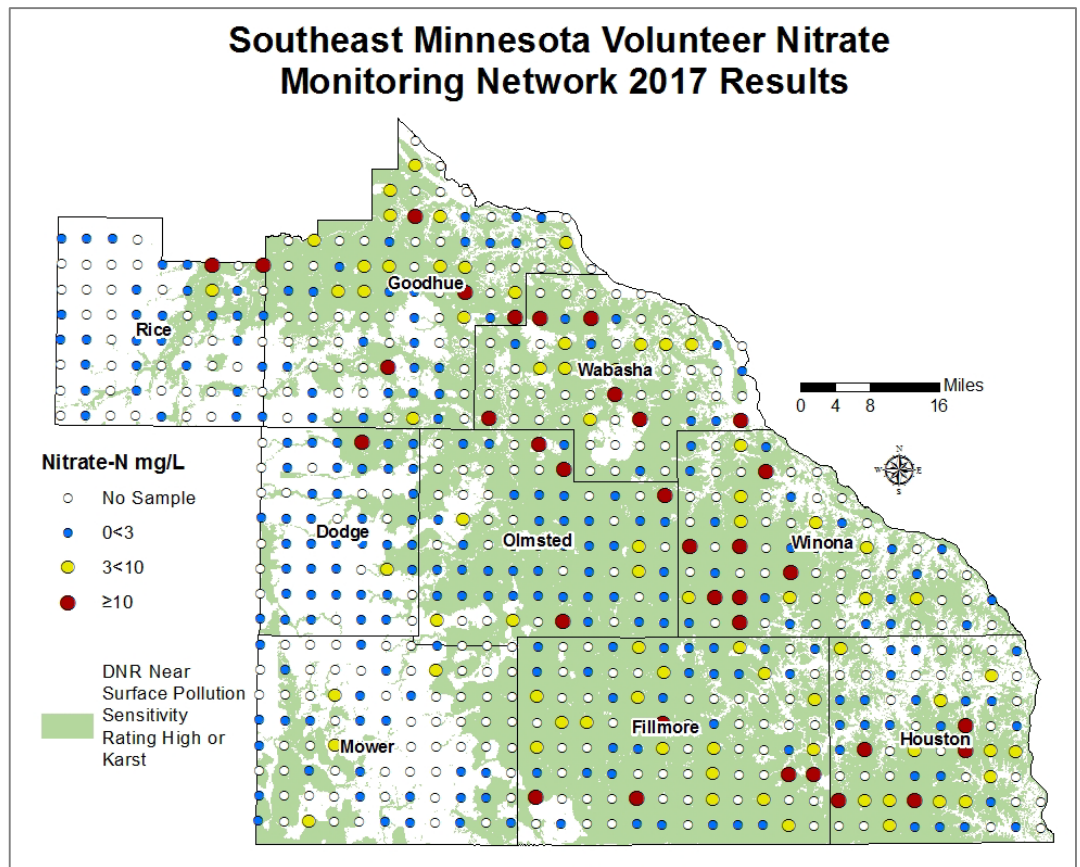 Southeast Minnesota Volunteer Nitrate
Monitoring Network 2017 Results
Goodhue
Rice
Wabasha
Miles
0 4 8 16
N
W E
S
Nitrate-N mg/L
No Sample
0<3
3<10
≥10
Dodge
Olmsted
Winona
DNR Near
Surface Pollution
Sensitivity
Rating High or
Karst
Mower
Fillmore
Houston